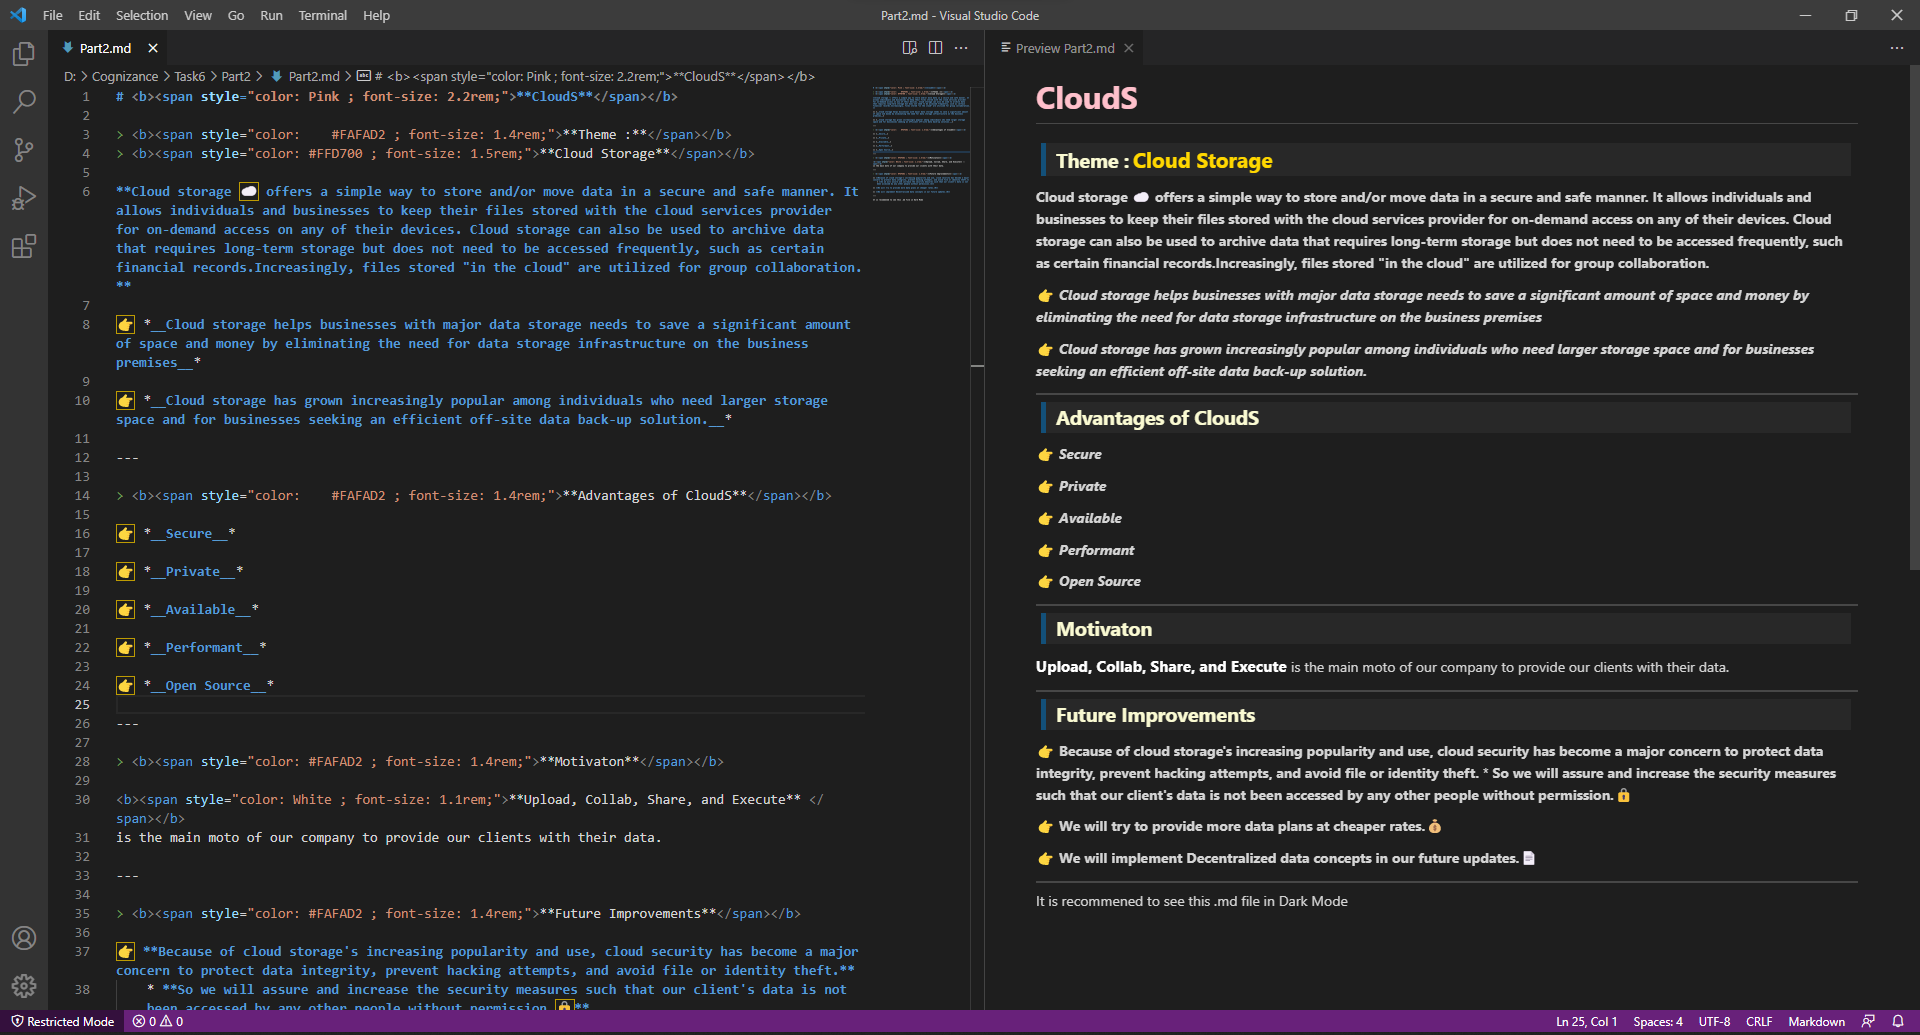 File Edit Selection View Go Run Terminal Help
Part2.md - Visual Studio Code
Part2.md
D: > Cognizance > Task6 > Part2 > Part2.md > # <b><span style="color: Pink ; font-size: 2.2rem;">**CloudS**</span></b>
1 # <b><span style="color: Pink ; font-size: 2.2rem;">**CloudS**</span></b>
2
3 > <b><span style="color:    #FAFAD2 ; font-size: 1.4rem;">**Theme :**</span></b>
4 > <b><span style="color: #FFD700 ; font-size: 1.5rem;">**Cloud Storage**</span></b>
5
6 **Cloud storage ☁️ offers a simple way to store and/or move data in a secure and safe manner. It
allows individuals and businesses to keep their files stored with the cloud services provider
for on-demand access on any of their devices. Cloud storage can also be used to archive data
that requires long-term storage but does not need to be accessed frequently, such as certain
financial records.Increasingly, files stored "in the cloud" are utilized for group collaboration.
**
7
8 👉 *__Cloud storage helps businesses with major data storage needs to save a significant amount
of space and money by eliminating the need for data storage infrastructure on the business
premises__*
9
10 👉 *__Cloud storage has grown increasingly popular among individuals who need larger storage
space and for businesses seeking an efficient off-site data back-up solution.__*
11
12 ---
13
14 > <b><span style="color:    #FAFAD2 ; font-size: 1.4rem;">**Advantages of CloudS**</span></b>
15
16 👉 *__Secure__*
17
18 👉 *__Private__*
19
20 👉 *__Available__*
21
22 👉 *__Performant__*
23
24 👉 *__Open Source__*
25
26 ---
27
28 > <b><span style="color: #FAFAD2 ; font-size: 1.4rem;">**Motivaton**</span></b>
29
30 <b><span style="color: White ; font-size: 1.1rem;">**Upload, Collab, Share, and Execute** </
span></b>
31 is the main moto of our company to provide our clients with their data.
32
33 ---
34
35 > <b><span style="color: #FAFAD2 ; font-size: 1.4rem;">**Future Improvements**</span></b>
36
37 👉 **Because of cloud storage's increasing popularity and use, cloud security has become a major
concern to protect data integrity, prevent hacking attempts, and avoid file or identity theft.**
38 * **So we will assure and increase the security measures such that our client's data is not
been accessed by any other people without permission.🔒**
Preview Part2.md
CloudS
Theme : Cloud Storage
Cloud storage ☁️ offers a simple way to store and/or move data in a secure and safe manner. It allows individuals and
businesses to keep their files stored with the cloud services provider for on-demand access on any of their devices. Cloud
storage can also be used to archive data that requires long-term storage but does not need to be accessed frequently, such
as certain financial records.Increasingly, files stored "in the cloud" are utilized for group collaboration.
👉 Cloud storage helps businesses with major data storage needs to save a significant amount of space and money by
eliminating the need for data storage infrastructure on the business premises
👉 Cloud storage has grown increasingly popular among individuals who need larger storage space and for businesses
seeking an efficient off-site data back-up solution.
Advantages of CloudS
👉 Secure
👉 Private
👉 Available
👉 Performant
👉 Open Source
Motivaton
Upload, Collab, Share, and Execute is the main moto of our company to provide our clients with their data.
Future Improvements
👉 Because of cloud storage's increasing popularity and use, cloud security has become a major concern to protect data
integrity, prevent hacking attempts, and avoid file or identity theft. * So we will assure and increase the security measures
such that our client's data is not been accessed by any other people without permission. 🔒
👉 We will try to provide more data plans at cheaper rates. 💰
👉 We will implement Decentralized data concepts in our future updates. 📄
It is recommened to see this .md file in Dark Mode
Restricted Mode 0 0
Ln 25, Col 1 Spaces: 4 UTF-8 CRLF Markdown